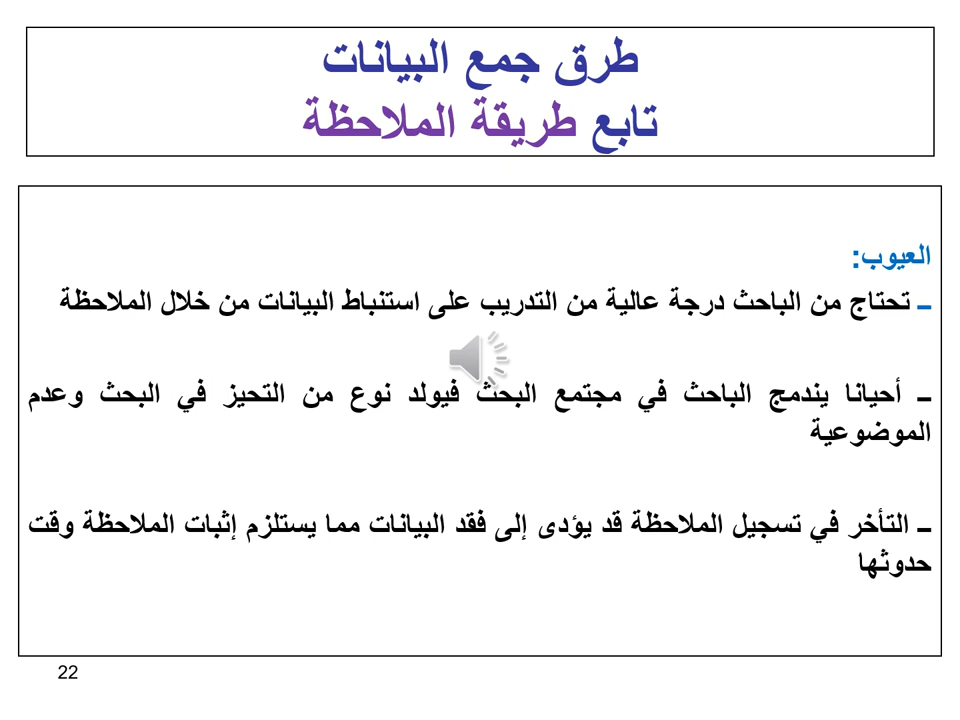 طرق جمع البيانات
تابع طريقة الملاحظة
العيوب:
ـ تحتاج من الباحث درجة عالية من التدريب على استنباط البيانات من خلال الملاحظة
ـ أحيانا يندمج الباحث في مجتمع البحث فيولد نوع من التحيز في البحث وعدم
الموضوعية
ـ التأخر في تسجيل الملاحظة قد يؤدى إلى فقد البيانات مما يستلزم إثبات الملاحظة وقت
حدوثها
22